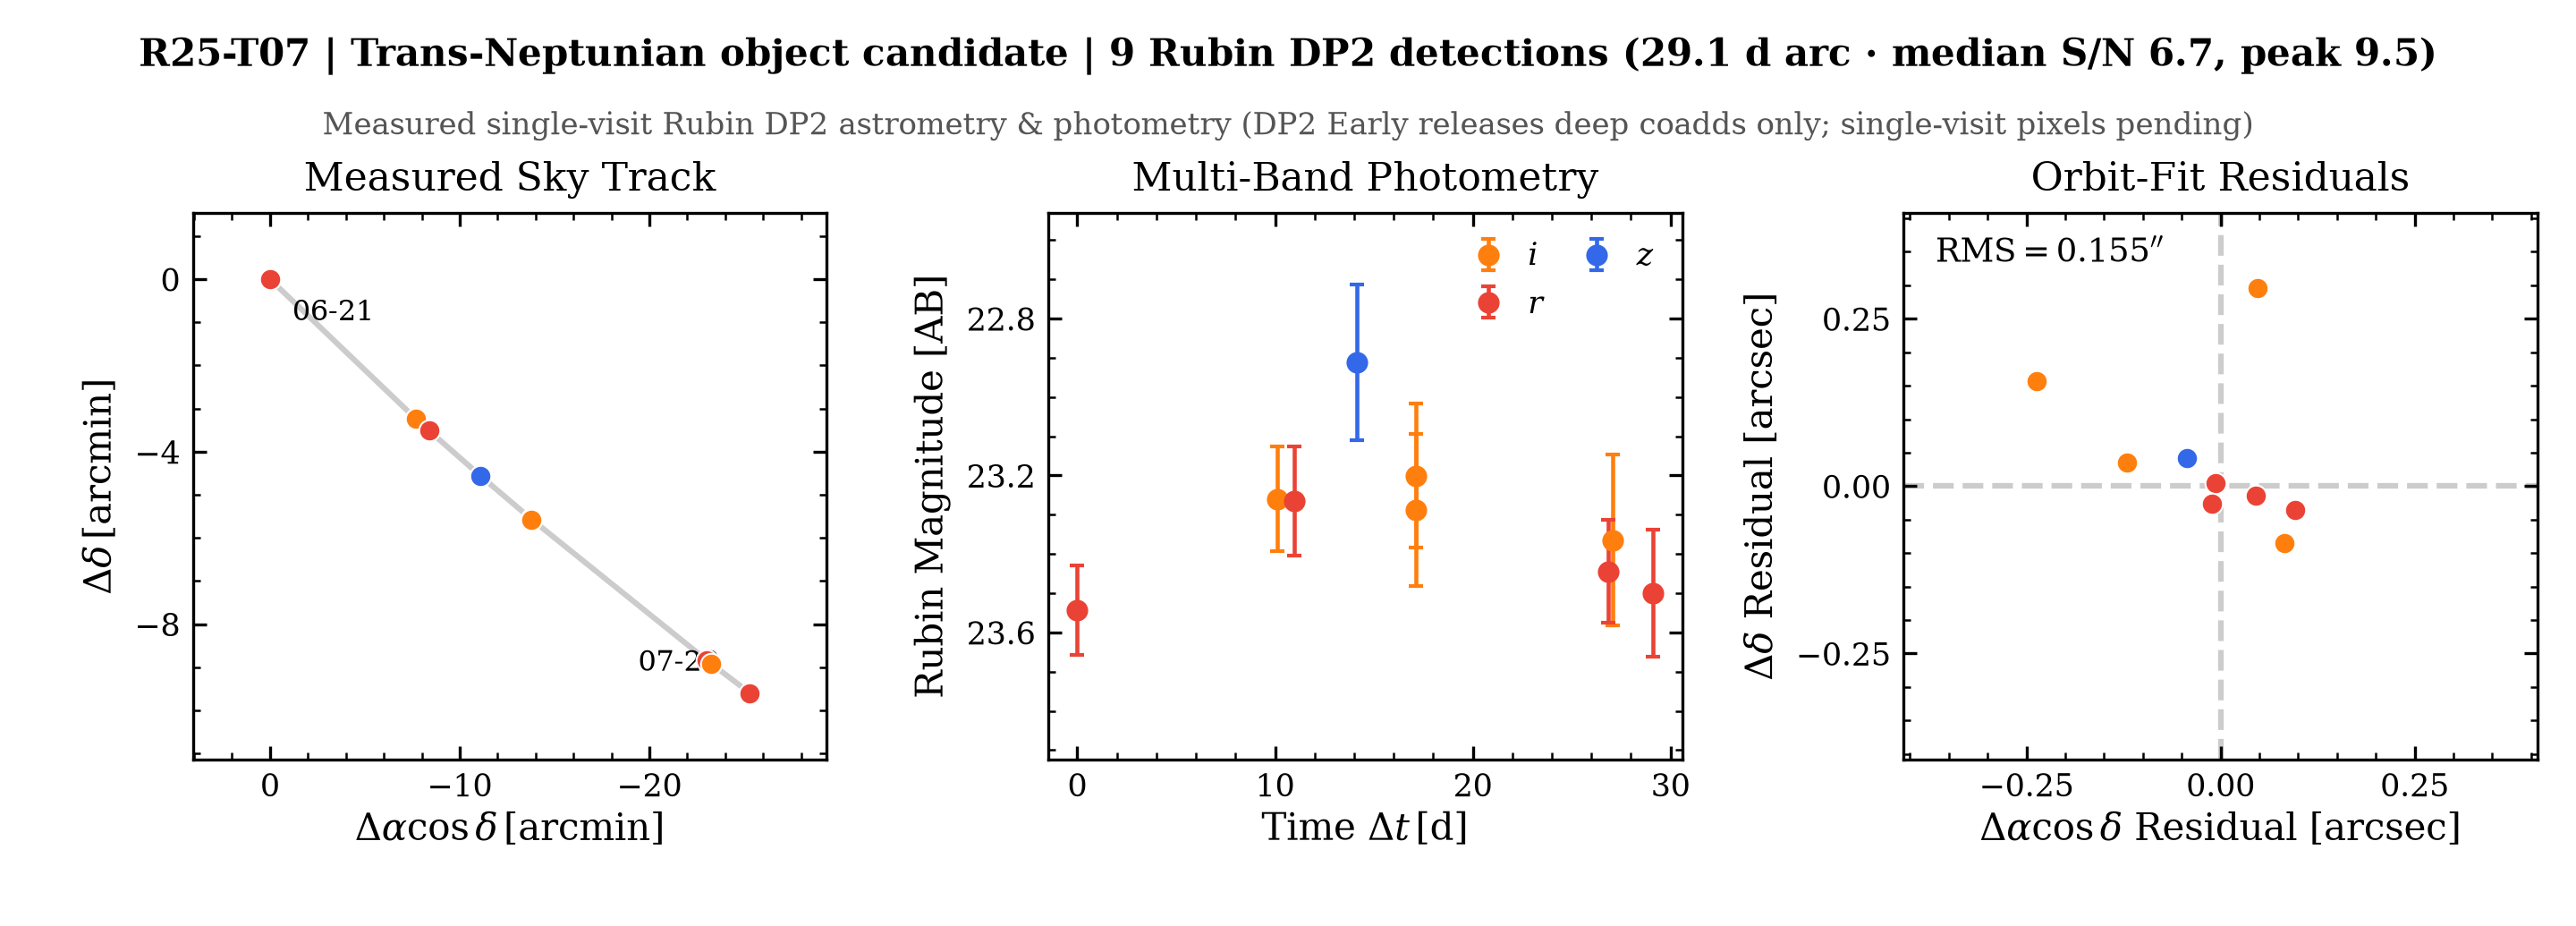 R25-T07 | Trans-Neptunian object candidate | 9 Rubin DP2 detections (29.1 d arc · median S/N 6.7, peak 9.5)
Measured single-visit Rubin DP2 astrometry & photometry (DP2 Early releases deep coadds only; single-visit pixels pending)
Measured Sky Track
Δδ [arcmin]
0
−4
−8
06-21
07-2
0
−10
−20
Δα cos δ [arcmin]
Multi-Band Photometry
Rubin Magnitude [AB]
22.8
23.2
23.6
i
z
r
0
10
20
30
Time Δt [d]
Orbit-Fit Residuals
RMS = 0.155″
Δδ Residual [arcsec]
0.25
0.00
−0.25
−0.25
0.00
0.25
Δα cos δ Residual [arcsec]